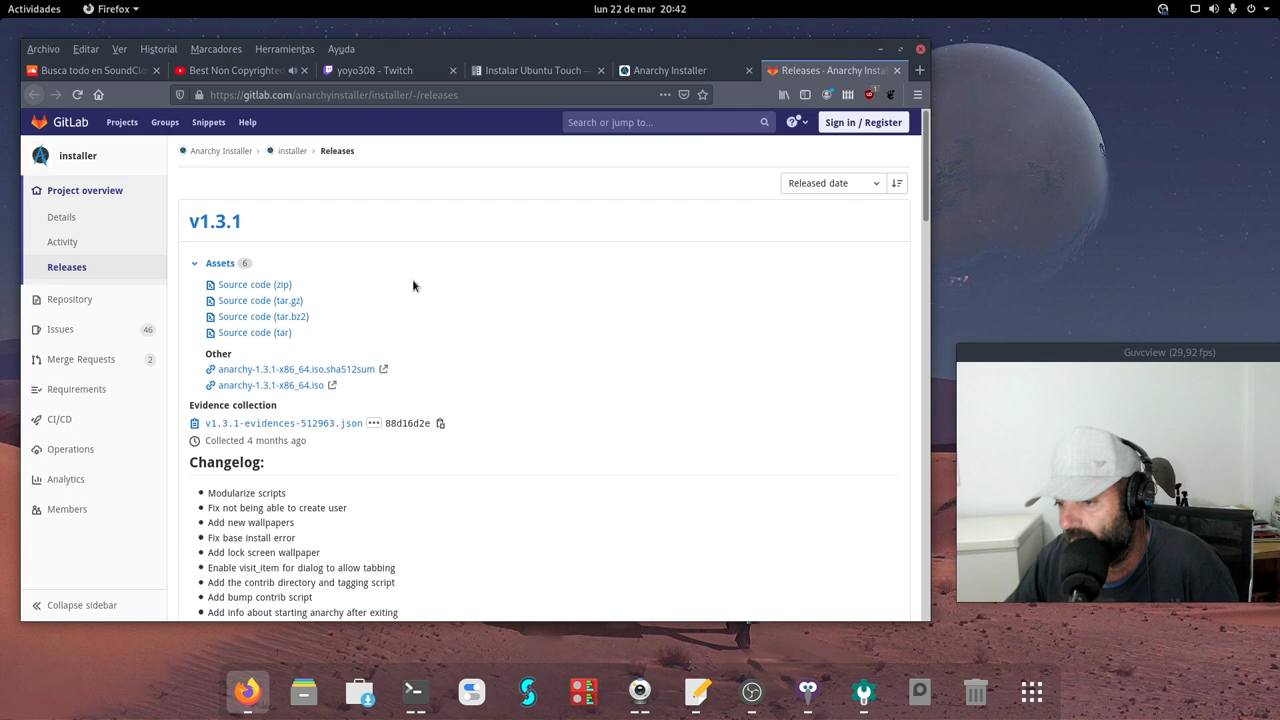 Actividades Firefox lun 22 de mar 20:42
Archivo Editar Ver Historial Marcadores Herramientas Ayuda
Busca todo en SoundClo Best Non Copyrighted yoyo308 - Twitch Instalar Ubuntu Touch — Anarchy Installer Releases · Anarchy Instal
https://gitlab.com/anarchyinstaller/installer/-/releases
1
GitLab Projects Groups Snippets Help Search or jump to... Sign in / Register
installer
Anarchy Installer › installer › Releases
Project overview
Details
Activity
Releases
Repository
Issues 46
Merge Requests 2
Requirements
CI/CD
Operations
Analytics
Members
Collapse sidebar
Released date
v1.3.1
Assets 6
Source code (zip)
Source code (tar.gz)
Source code (tar.bz2)
Source code (tar)
Other
anarchy-1.3.1-x86_64.iso.sha512sum
anarchy-1.3.1-x86_64.iso
Evidence collection
v1.3.1-evidences-512963.json ••• 88d16d2e
Collected 4 months ago
Changelog:
• Modularize scripts
• Fix not being able to create user
• Add new wallpapers
• Fix base install error
• Add lock screen wallpaper
• Enable visit_item for dialog to allow tabbing
• Add the contrib directory and tagging script
• Add bump contrib script
• Add info about starting anarchy after exiting
Guvcview (29,92 fps)